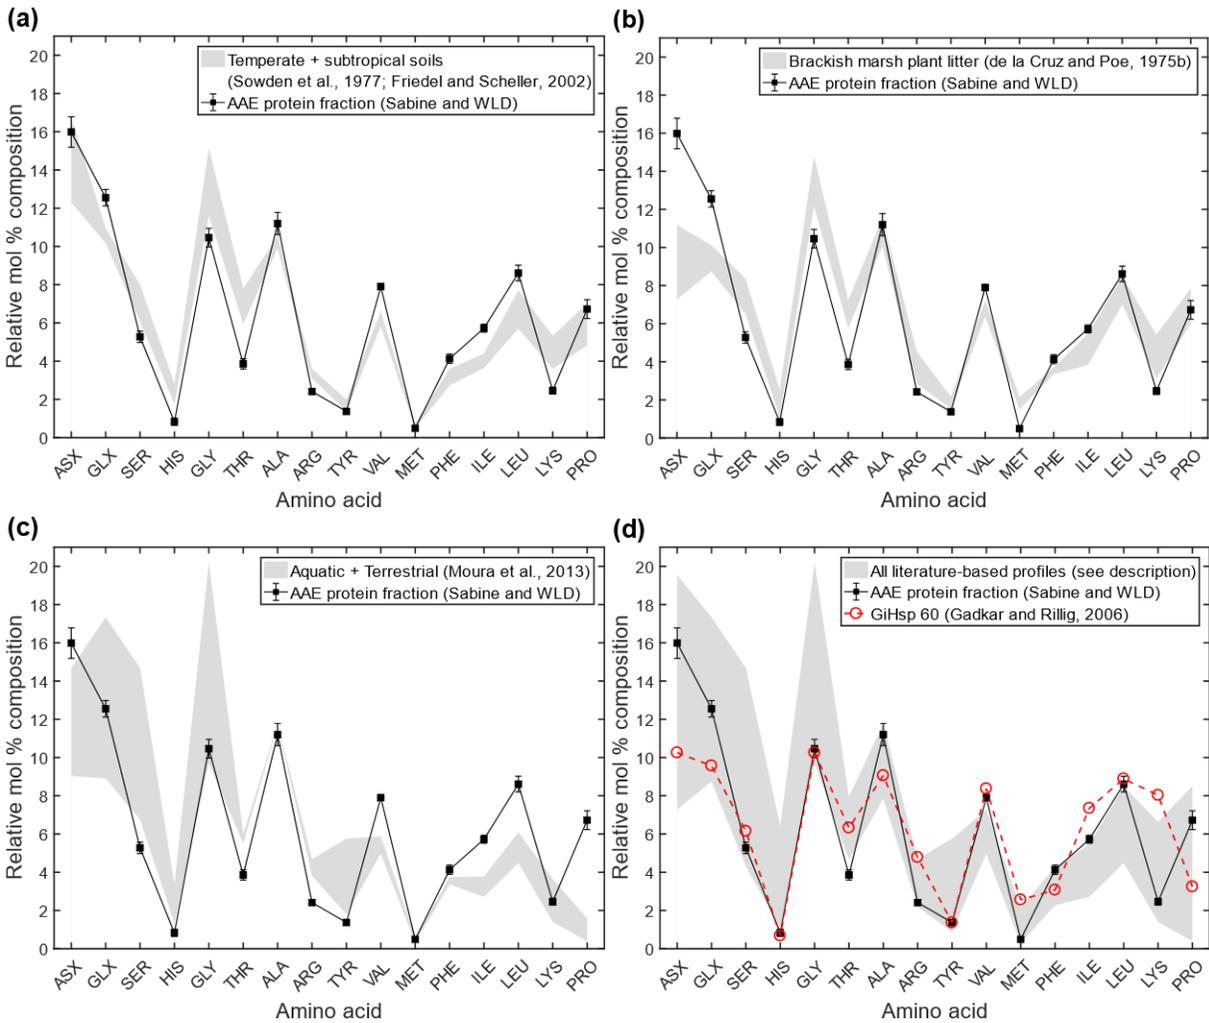 (a)
Temperate + subtropical soils
(Sowden et al., 1977; Friedel and Scheller, 2002)
AAE protein fraction (Sabine and WLD)
Relative mol % composition
20
18
16
14
12
10
8
6
4
2
0
ASX GLX SER HIS GLY THR ALA ARG TYR VAL MET PHE ILE LEU LYS PRO
Amino acid
(b)
Brackish marsh plant litter (de la Cruz and Poe, 1975b)
AAE protein fraction (Sabine and WLD)
Relative mol % composition
20
18
16
14
12
10
8
6
4
2
0
ASX GLX SER HIS GLY THR ALA ARG TYR VAL MET PHE ILE LEU LYS PRO
Amino acid
(c)
Aquatic + Terrestrial (Moura et al., 2013)
AAE protein fraction (Sabine and WLD)
Relative mol % composition
20
18
16
14
12
10
8
6
4
2
0
ASX GLX SER HIS GLY THR ALA ARG TYR VAL MET PHE ILE LEU LYS PRO
Amino acid
(d)
All literature-based profiles (see description)
AAE protein fraction (Sabine and WLD)
GiHsp 60 (Gadkar and Rillig, 2006)
Relative mol % composition
20
18
16
14
12
10
8
6
4
2
0
ASX GLX SER HIS GLY THR ALA ARG TYR VAL MET PHE ILE LEU LYS PRO
Amino acid